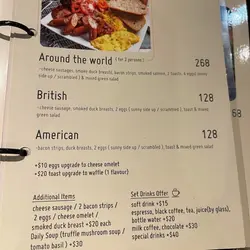 Around the world ( for 2 persons ) 268
-cheese sausages, smoke duck breast, bacon strips, smoked salmon, 2 toasts, 4 eggs ( sunny
side up / scrambled ) & mixed green salad
British 128
-cheese sausage, smoked duck breasts, 2 eggs ( sunny side up / scrambled ), toast & mixed green salad
American 128
-bacon strips, duck breasts, 2 eggs ( sunny side up / scrambled ), toast & mixed green salad
+$10 eggs upgrade to cheese omelet
+$20 toast upgrade to waffle (1 flavour)
Additional Items
cheese sausage / 2 bacon strips /
2 eggs / cheese omelet /
smoked duck breast +$20 each
Daily Soup (truffle mushroom soup /
tomato basil ) +$30
Set Drinks Offer
soft drink +$15
espresso, black coffee, tea, juice(by glass),
bottle water +$20
milk coffee, chocolate +$30
special drinks +$40